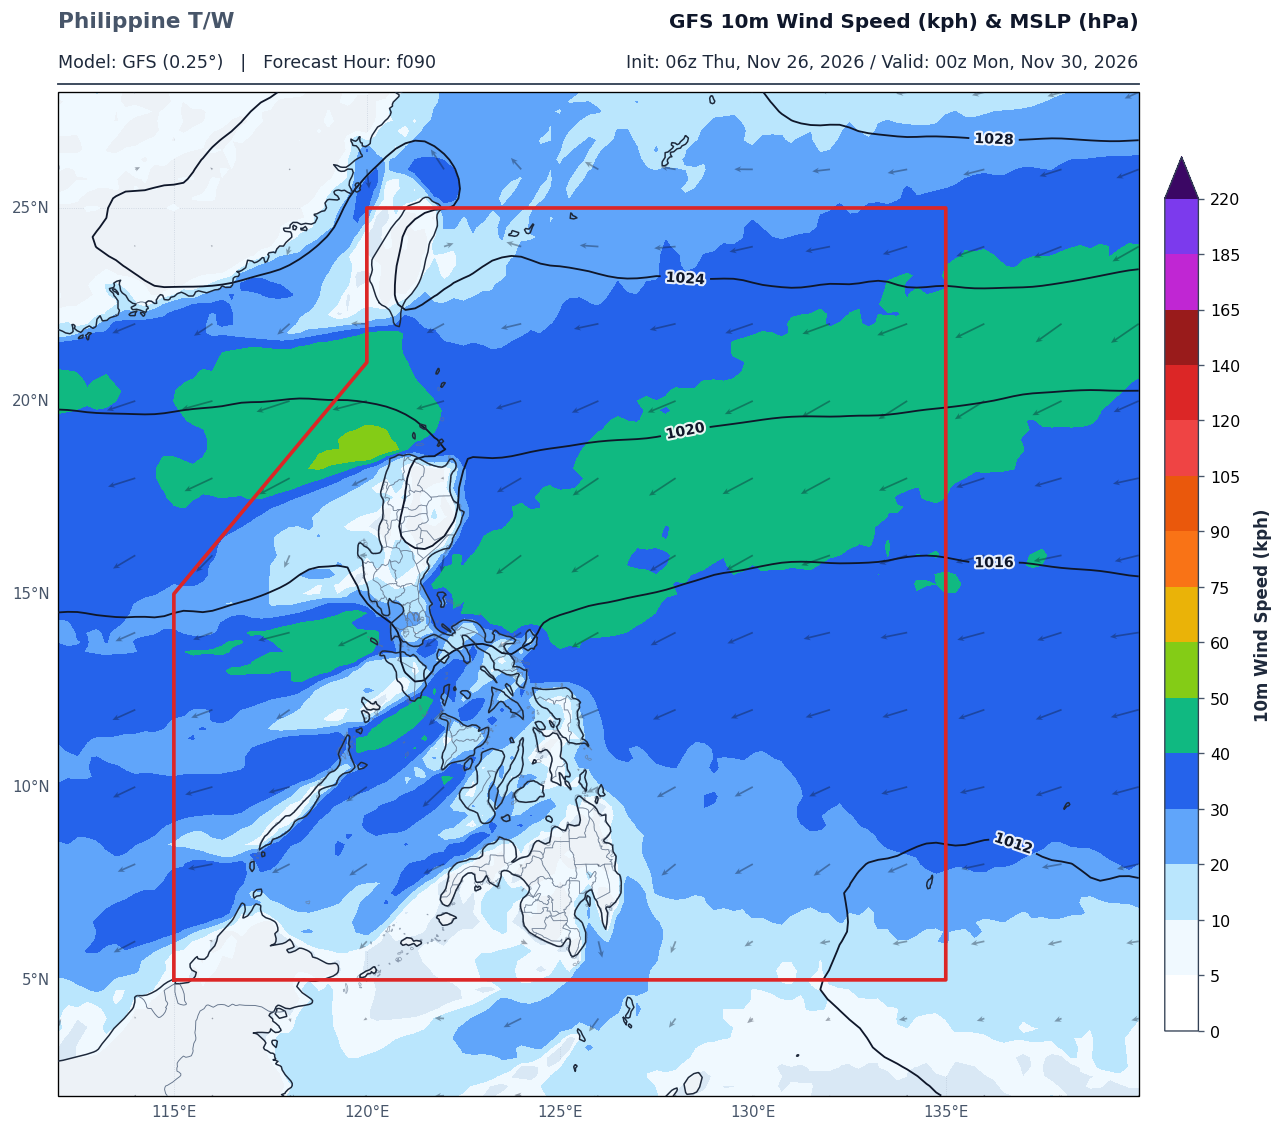 Philippine T/W
GFS 10m Wind Speed (kph) & MSLP (hPa)
Model: GFS (0.25°)   |   Forecast Hour: f090
Init: 06z Thu, Nov 26, 2026 / Valid: 00z Mon, Nov 30, 2026
1028
1024
1020
1016
1012
25°N
20°N
15°N
10°N
5°N
115°E
120°E
125°E
130°E
135°E
220
185
165
140
120
105
90
75
60
50
40
30
20
10
5
0
10m Wind Speed (kph)